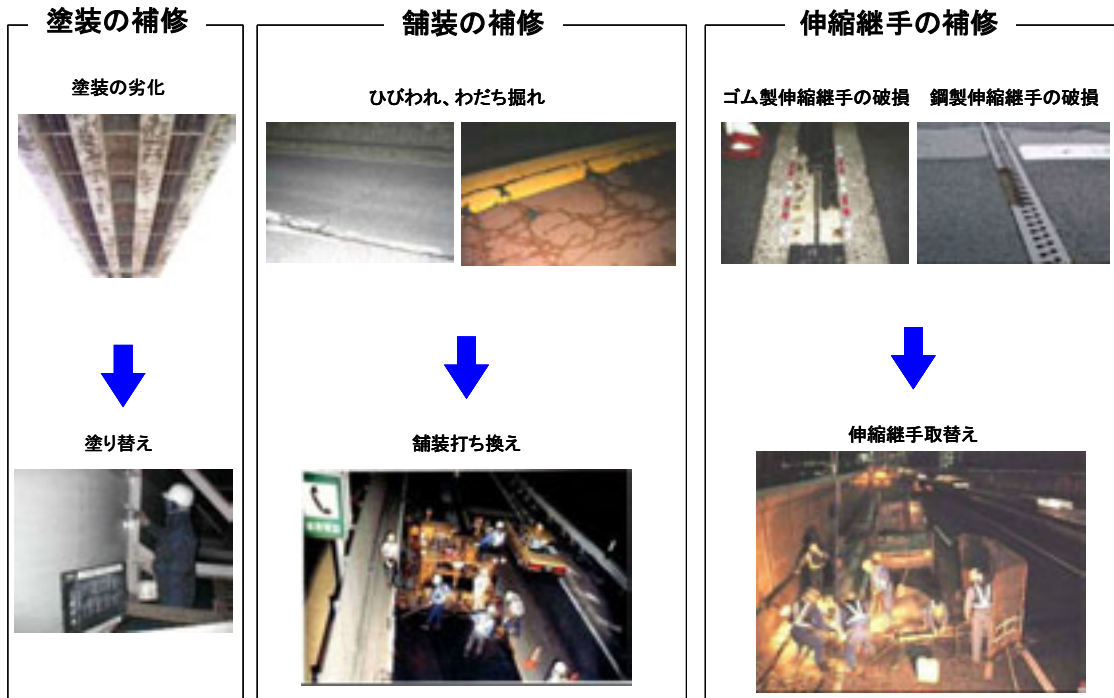 塗装の補修
塗装の劣化
塗り替え
舗装の補修
ひびわれ、わだち掘れ
舗装打ち換え
伸縮継手の補修
ゴム製伸縮継手の破損
鋼製伸縮継手の破損
伸縮継手取替え